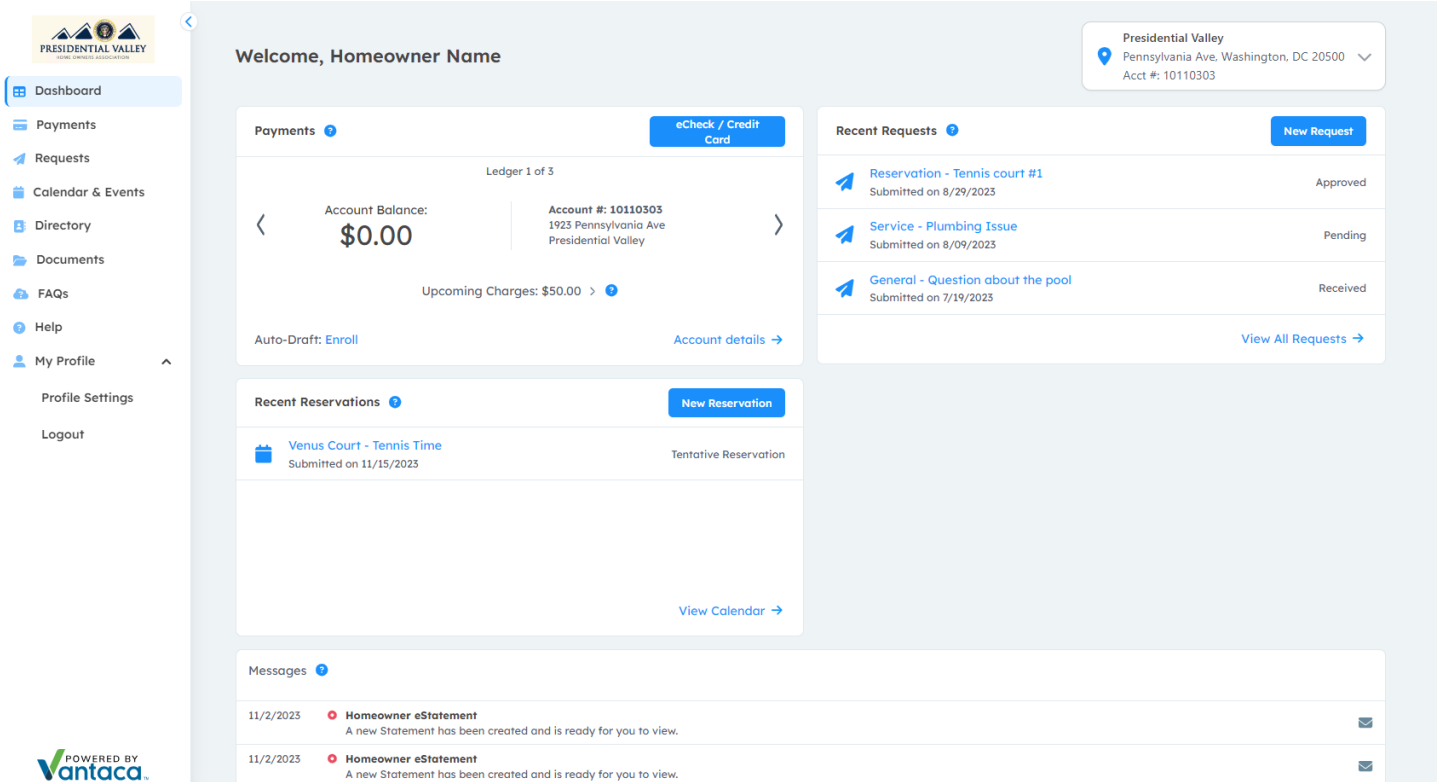 PRESIDENTIAL VALLEY
HOME OWNERS ASSOCIATION
Dashboard
Payments
Requests
Calendar & Events
Directory
Documents
FAQs
Help
My Profile
Profile Settings
Logout
POWERED BY
Vantaca
Welcome, Homeowner Name
Presidential Valley
Pennsylvania Ave, Washington, DC 20500
Acct #: 10110303
Payments ?
eCheck / Credit
Card
Ledger 1 of 3
Account Balance:
$0.00
Account #: 10110303
1923 Pennsylvania Ave
Presidential Valley
Upcoming Charges: $50.00 > ?
Auto-Draft: Enroll
Account details →
Recent Requests ?
New Request
Reservation - Tennis court #1
Submitted on 8/29/2023
Approved
Service - Plumbing Issue
Submitted on 8/09/2023
Pending
General - Question about the pool
Submitted on 7/19/2023
Received
View All Requests →
Recent Reservations ?
New Reservation
Venus Court - Tennis Time
Submitted on 11/15/2023
Tentative Reservation
View Calendar →
Messages ?
11/2/2023
Homeowner eStatement
A new Statement has been created and is ready for you to view.
11/2/2023
Homeowner eStatement
A new Statement has been created and is ready for you to view.